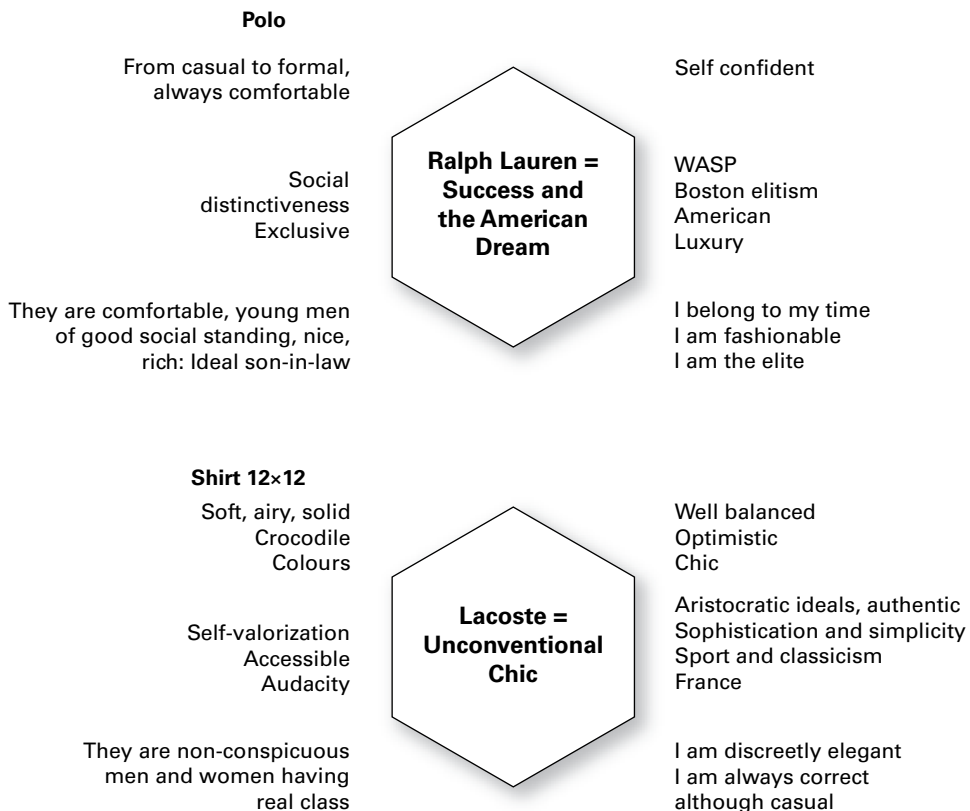 Polo
From casual to formal,
always comfortable
Self confident
Ralph Lauren =
Success and
the American
Dream
Social
distinctiveness
Exclusive
WASP
Boston elitism
American
Luxury
They are comfortable, young men
of good social standing, nice,
rich: Ideal son-in-law
I belong to my time
I am fashionable
I am the elite
Shirt 12×12
Soft, airy, solid
Crocodile
Colours
Well balanced
Optimistic
Chic
Lacoste =
Unconventional
Chic
Self-valorization
Accessible
Audacity
Aristocratic ideals, authentic
Sophistication and simplicity
Sport and classicism
France
They are non-conspicuous
men and women having
real class
I am discreetly elegant
I am always correct
although casual